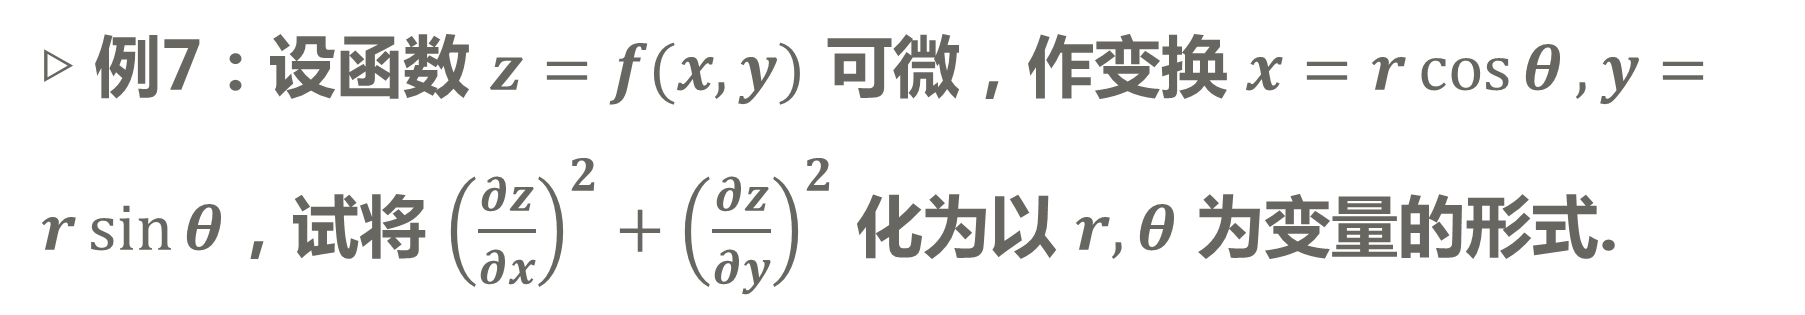 ▷ 例7：设函数 z = f(x, y) 可微，作变换 x = r cos θ , y =
r sin θ，试将 (∂z/∂x)² + (∂z/∂y)² 化为以 r, θ 为变量的形式.